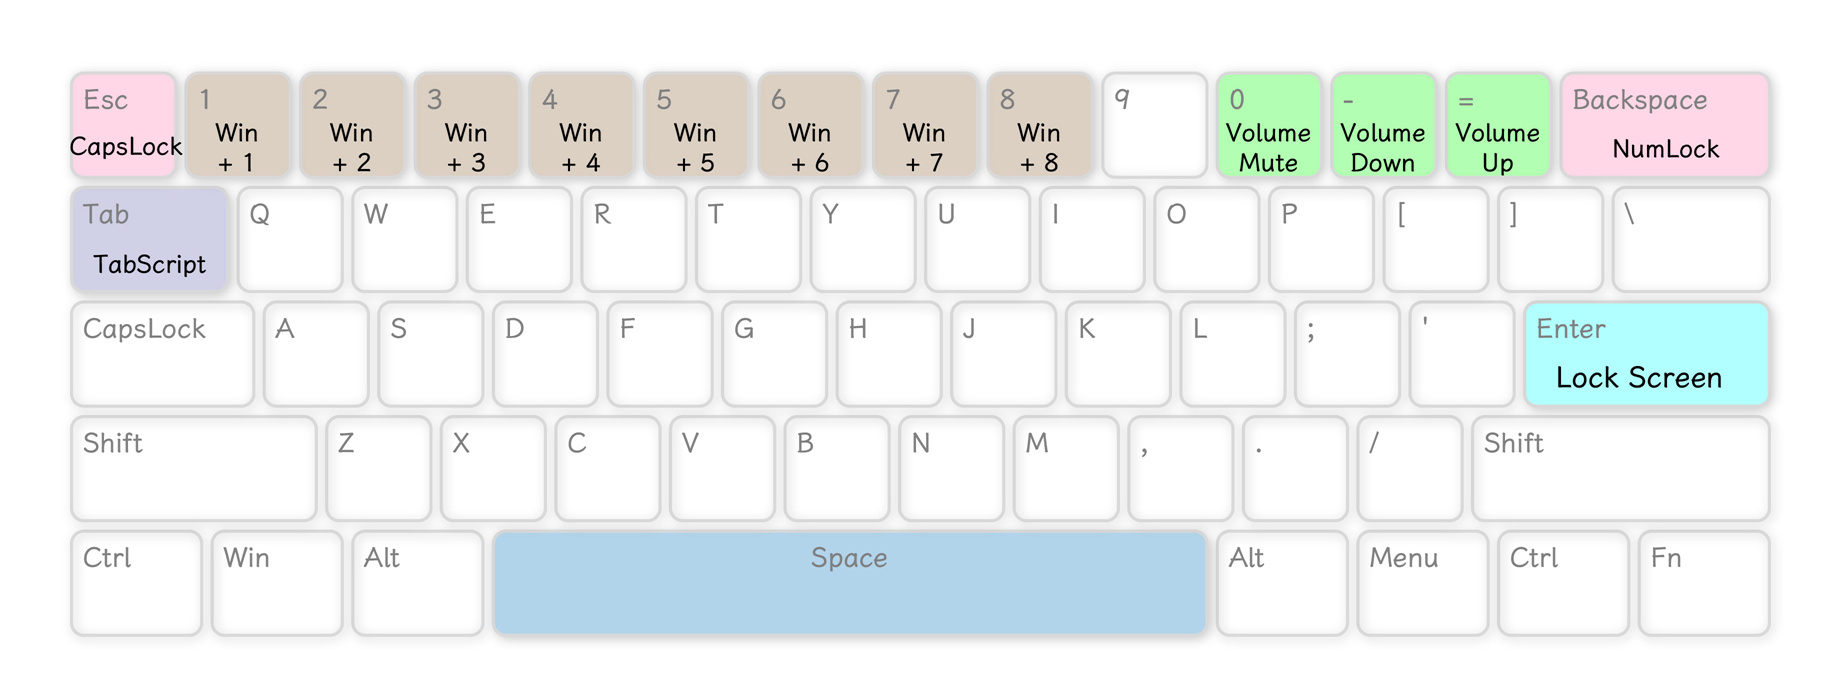 Esc 1 2 3 4 5 6 7 8 9 0 - = Backspace
CapsLock Win + 1 Win + 2 Win + 3 Win + 4 Win + 5 Win + 6 Win + 7 Win + 8 Volume Mute Volume Down Volume Up NumLock
Tab Q W E R T Y U I O P [ ] \
TabScript
CapsLock A S D F G H J K L ; ' Enter
Lock Screen
Shift Z X C V B N M , . / Shift
Ctrl Win Alt Space Alt Menu Ctrl Fn